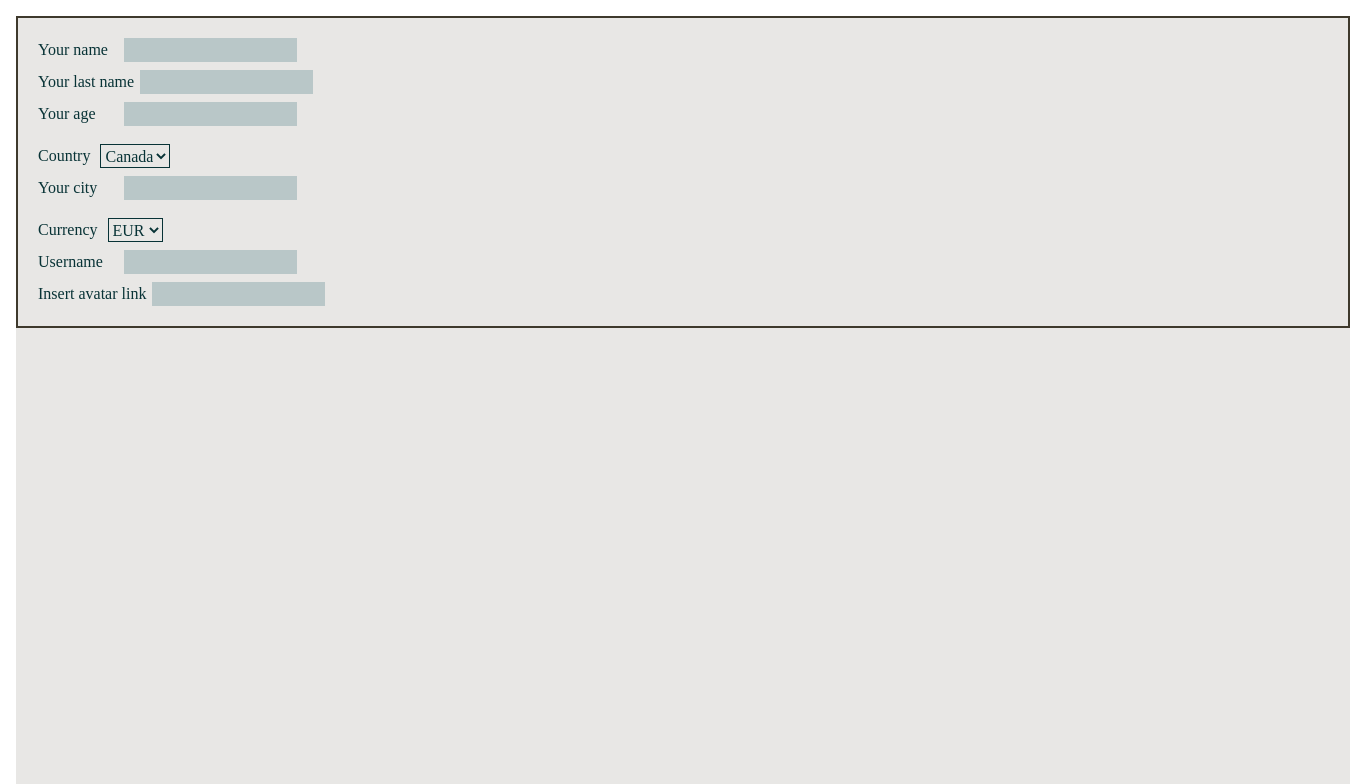 Your name
Your last name
Your age
Country Canada
Your city
Currency EUR
Username
Insert avatar link